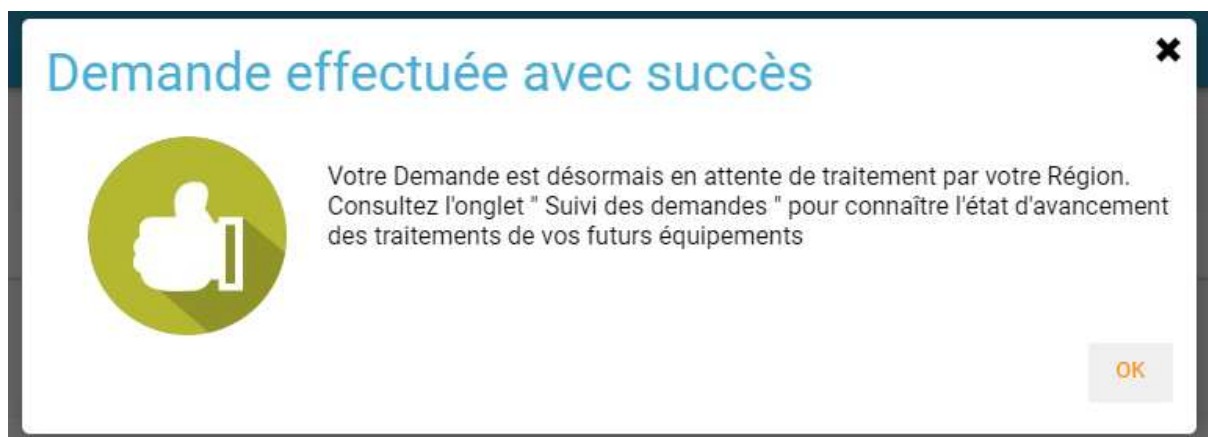 Demande effectuée avec succès
Votre Demande est désormais en attente de traitement par votre Région.
Consultez l'onglet " Suivi des demandes " pour connaître l'état d'avancement
des traitements de vos futurs équipements
OK